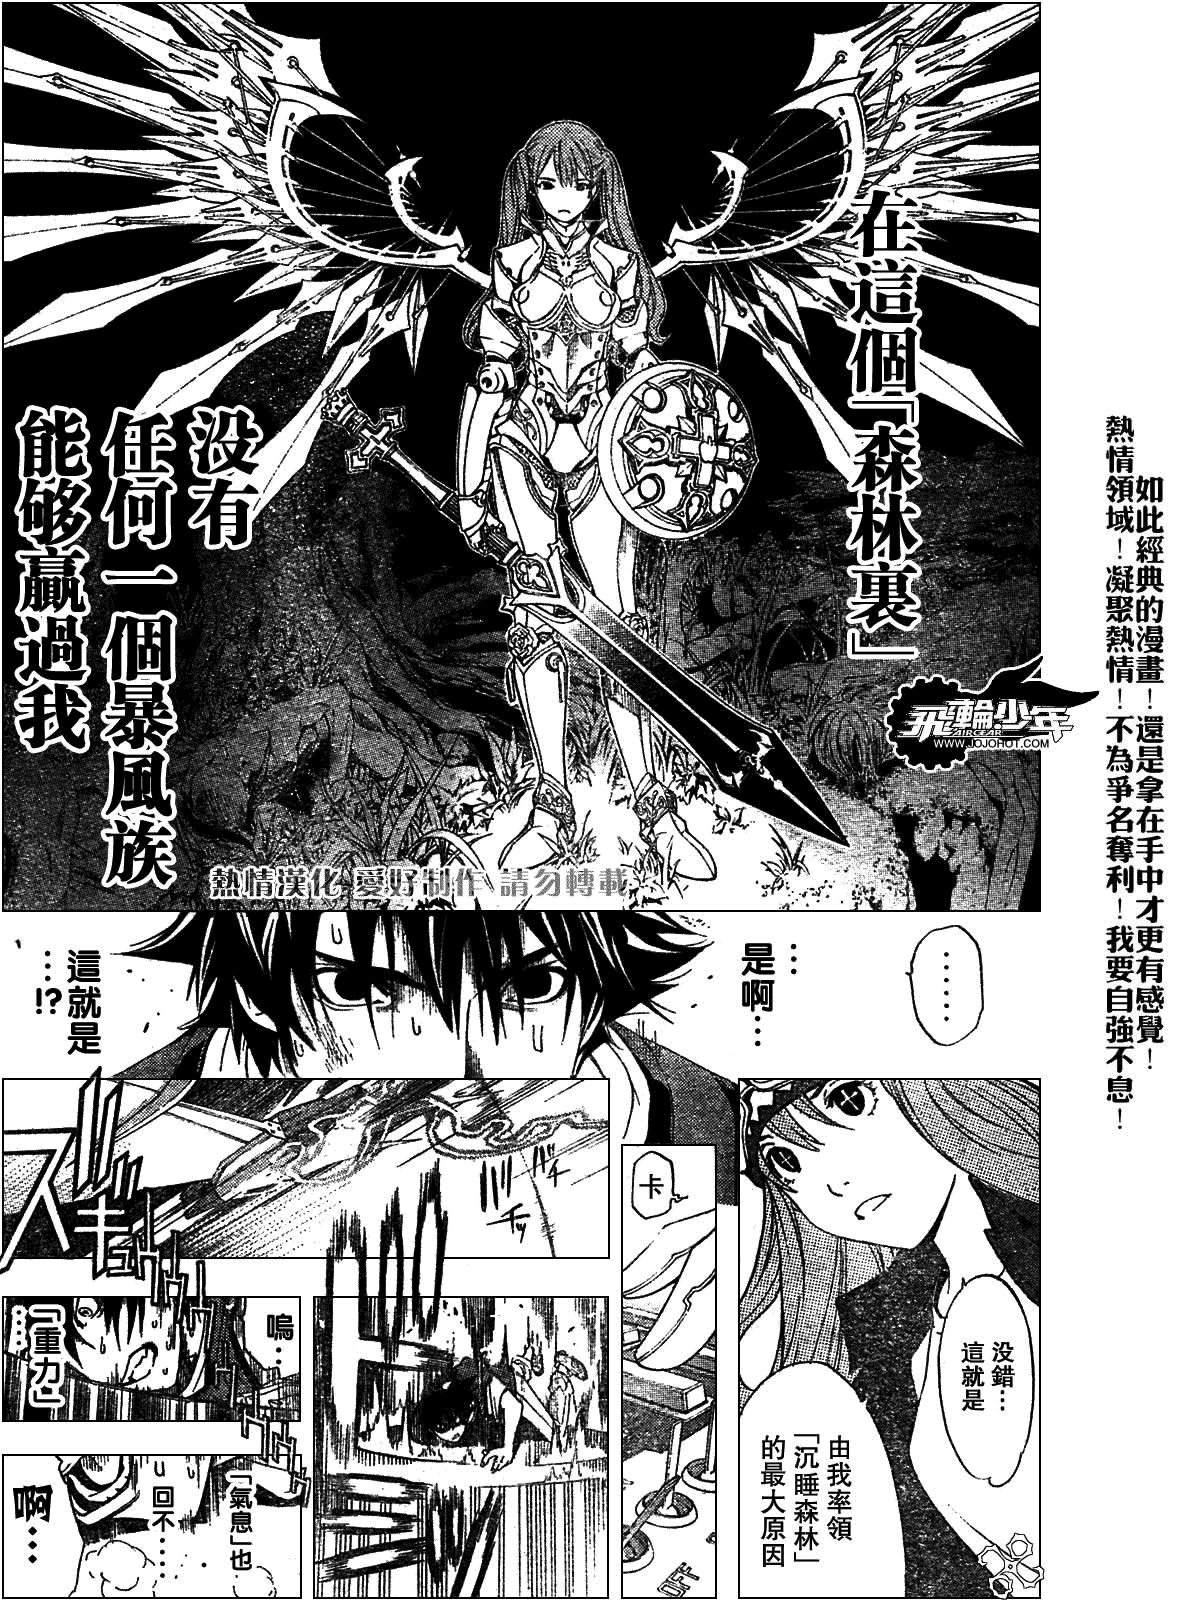 如此經典的漫畫！還是拿在手中才更有感覺！
熱情領域！凝聚熱情！不為爭名奪利！我要自強不息！
在這個「森林裏」
没有
任何一個暴風族
能够贏過我
飛輪少年
AIRGEAR
WWW.JOJOHOT.COM
熱情漢化 愛好制作 請勿轉載
……
…
是啊…
這就是
…!?
没錯…
這就是
由我率領
「沉睡森林」
的最大原因
卡
OFF
嗚…
「重力」
……
「氣息」也
回不……
啊……